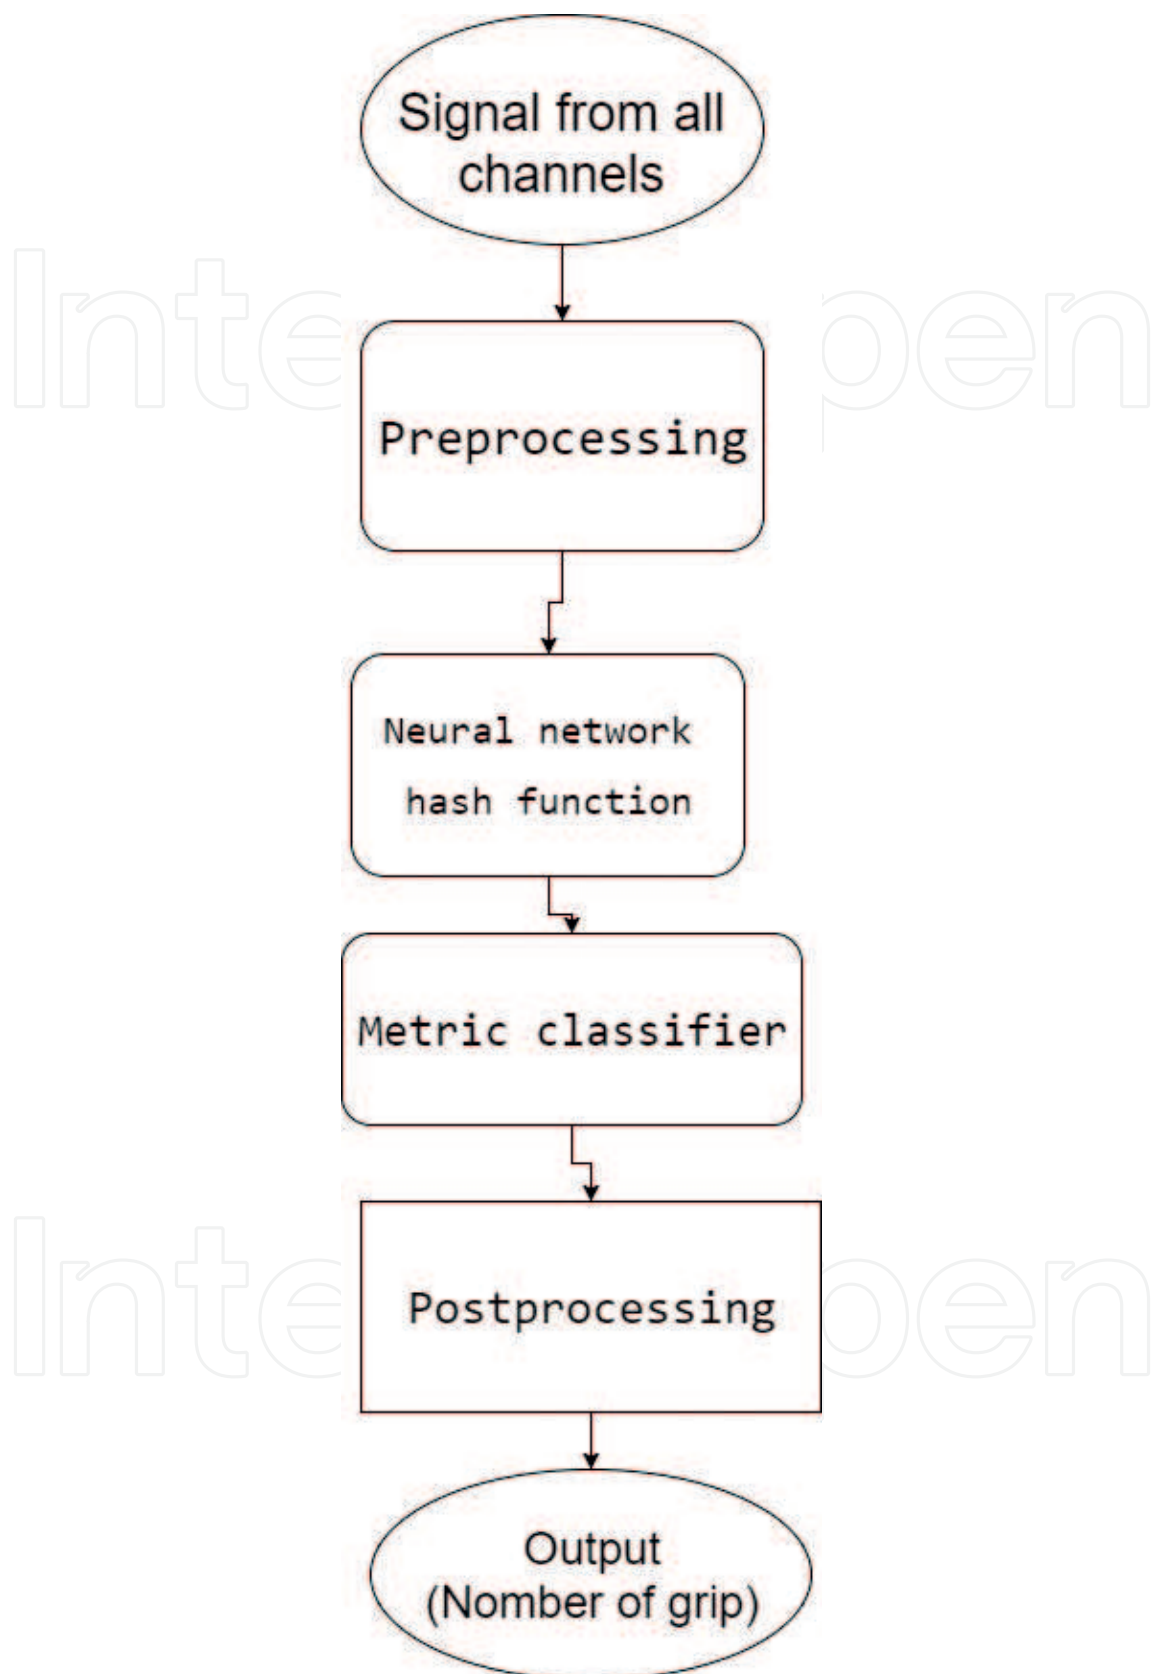 Signal from all
channels
Preprocessing
Neural network
hash function
Metric classifier
Postprocessing
Output
(Nomber of grip)